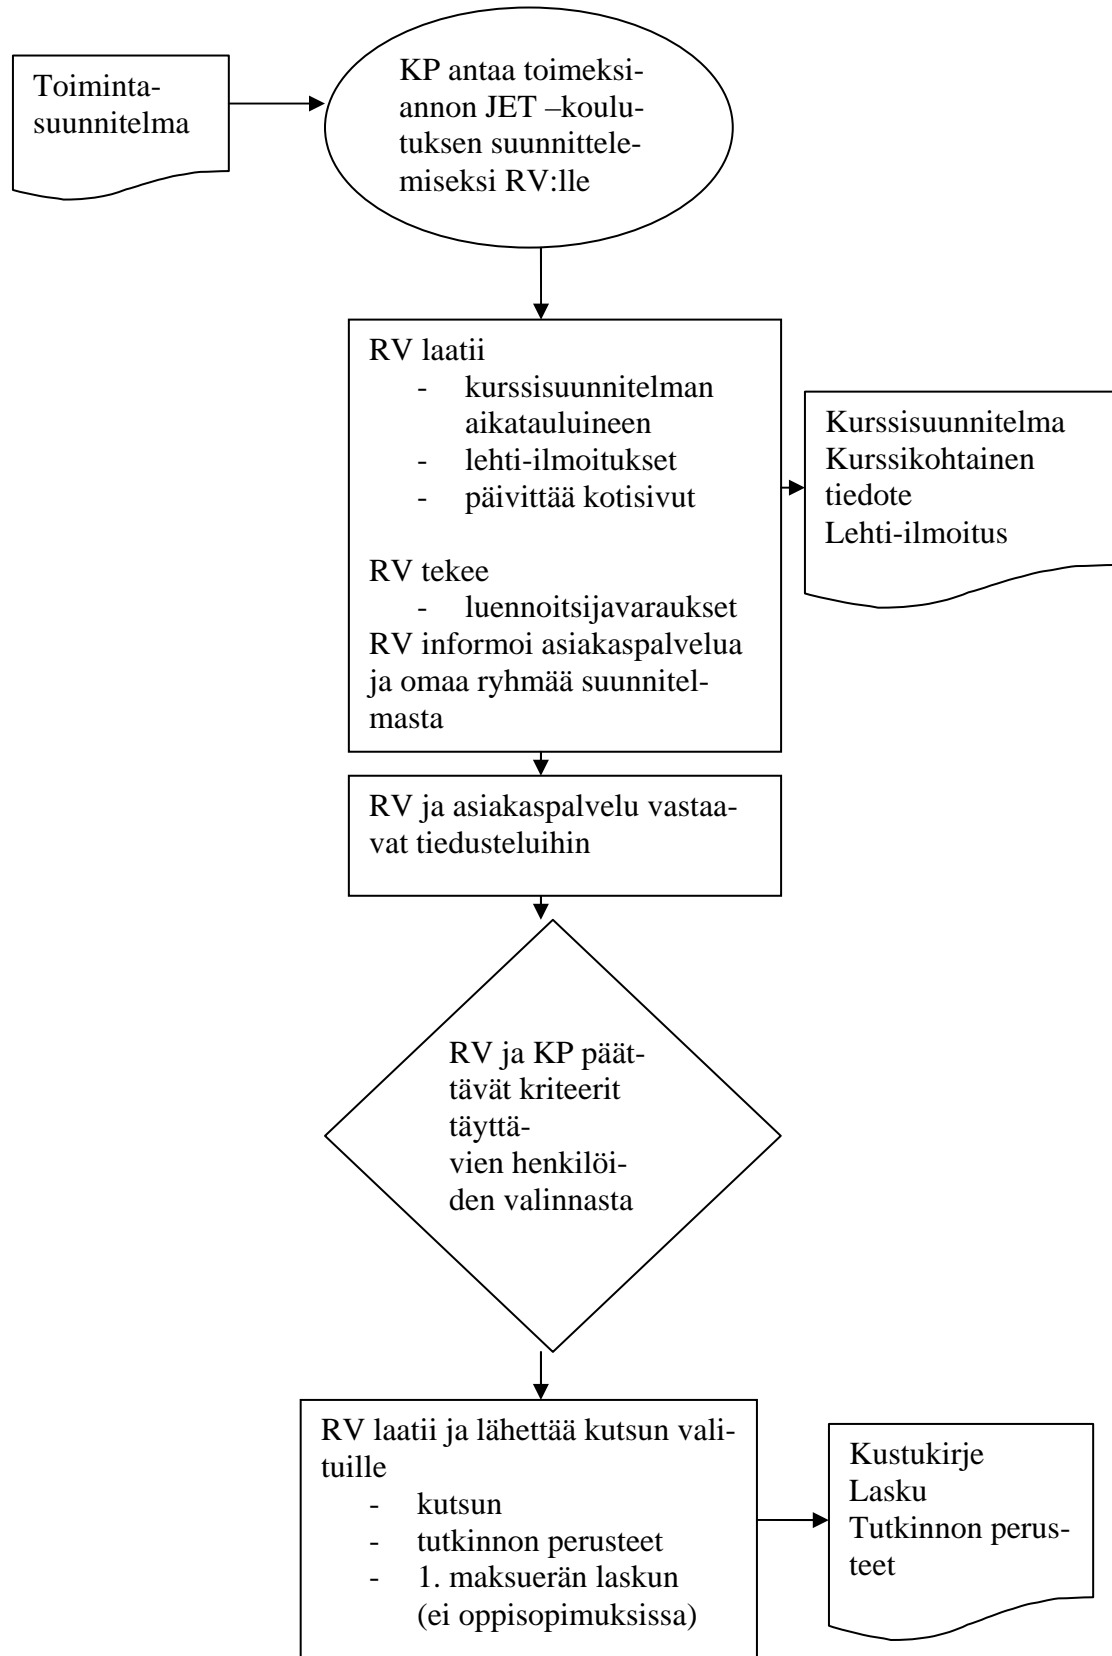 Toiminta-
suunnitelma
KP antaa toimeksi-
annon JET –koulu-
tuksen suunnittele-
miseksi RV:lle
RV laatii
- kurssisuunnitelman
aikatauluineen
- lehti-ilmoitukset
- päivittää kotisivut
RV tekee
- luennoitsijavaraukset
RV informoi asiakaspalvelua
ja omaa ryhmää suunnitel-
masta
Kurssisuunnitelma
Kurssikohtainen
tiedote
Lehti-ilmoitus
RV ja asiakaspalvelu vastaa-
vat tiedusteluihin
RV ja KP päät-
tävät kriteerit
täyttä-
vien henkilöi-
den valinnasta
RV laatii ja lähettää kutsun vali-
tuille
- kutsun
- tutkinnon perusteet
- 1. maksuerän laskun
(ei oppisopimuksissa)
Kustukirje
Lasku
Tutkinnon perus-
teet